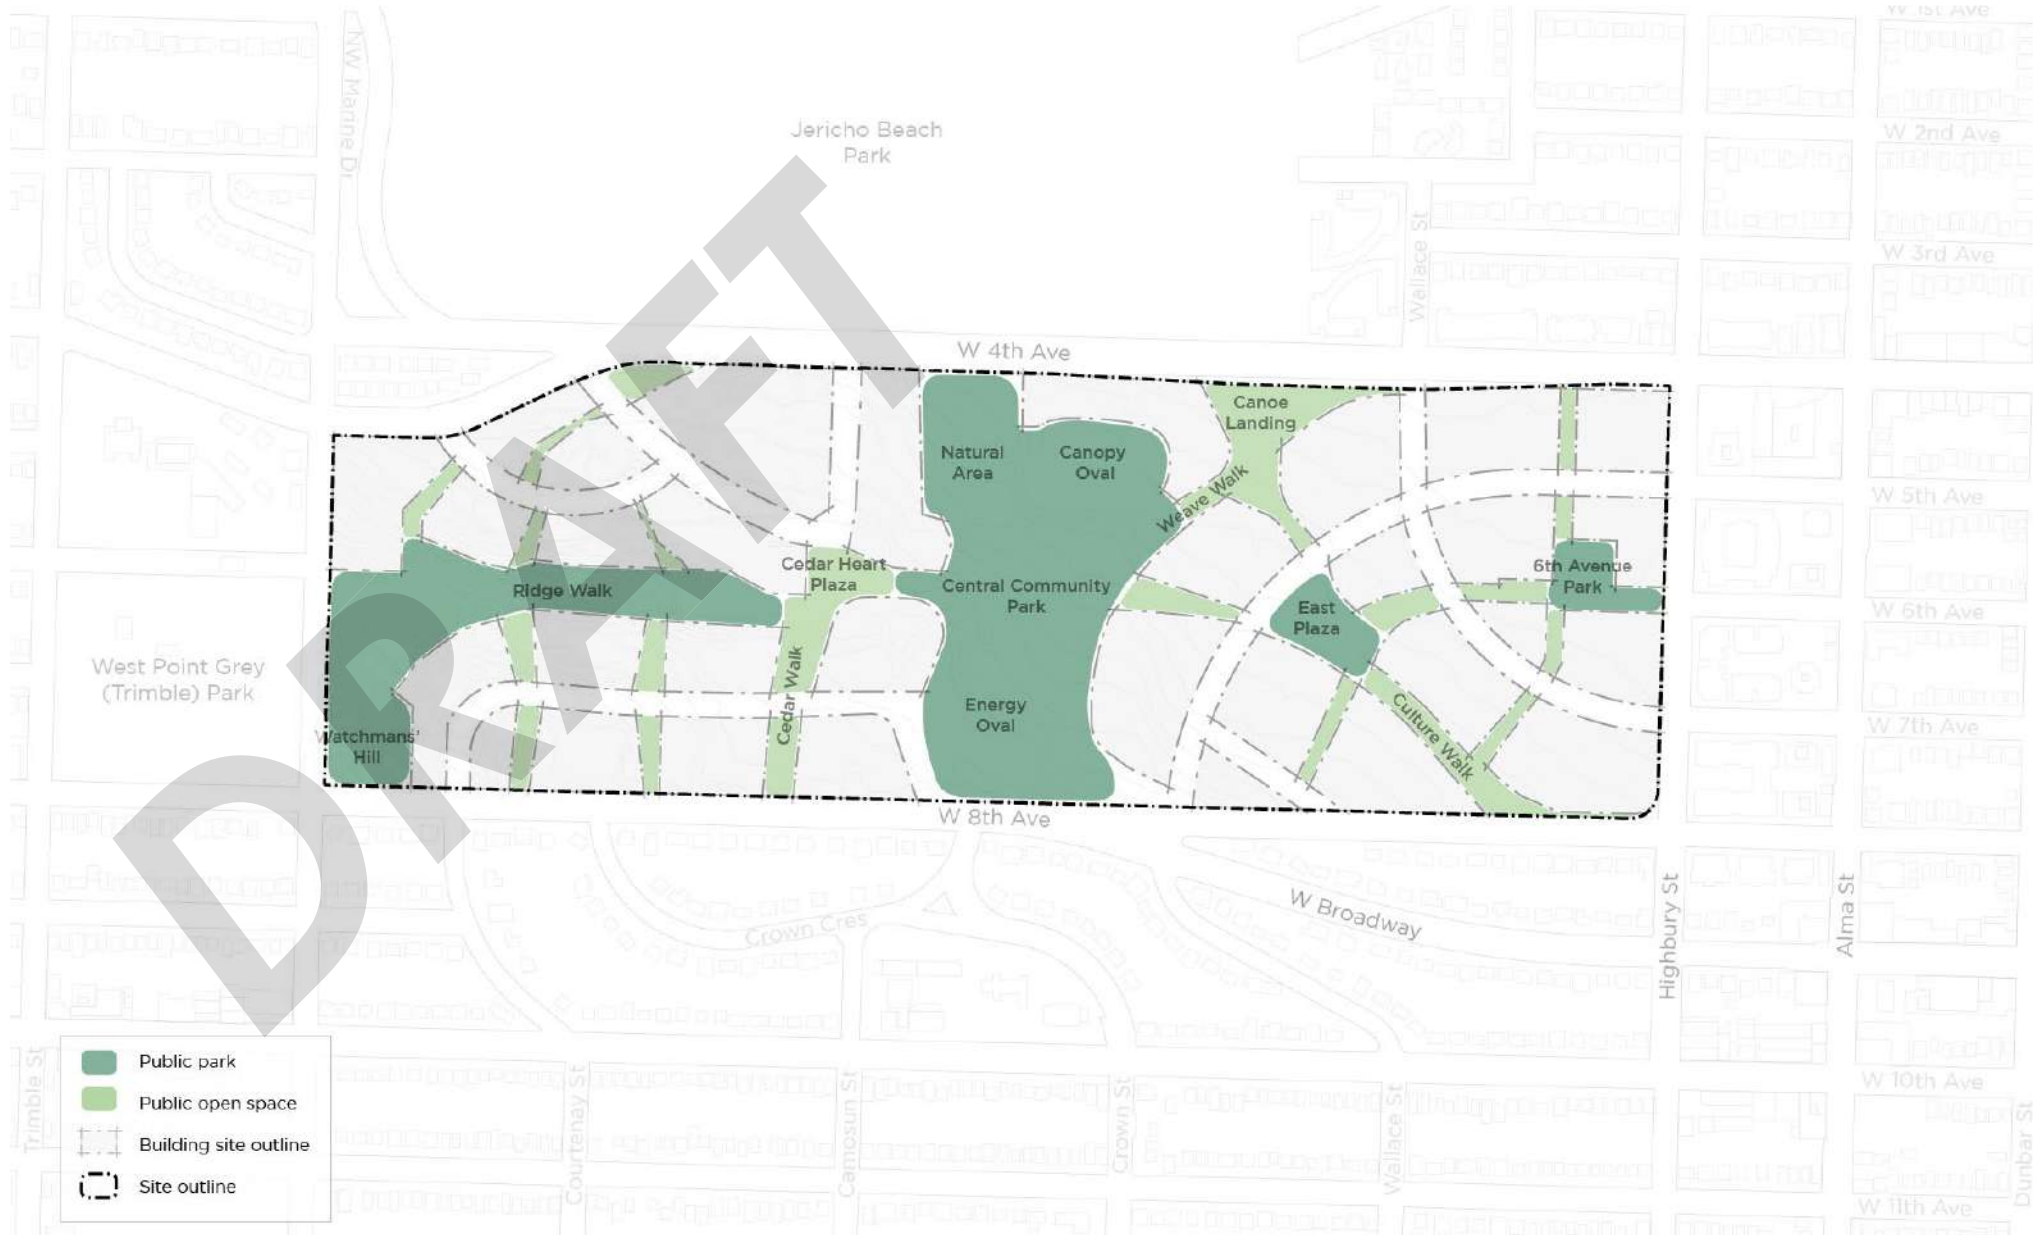 W 1st Ave
NW Marine Dr
Jericho Beach
Park
W 2nd Ave
Wallace St
W 3rd Ave
W 4th Ave
Canoe
Landing
Natural
Area
Canopy
Oval
Weave Walk
W 5th Ave
Cedar Heart
Plaza
6th Avenue
Park
Ridge Walk
Central Community
Park
East
Plaza
W 6th Ave
West Point Grey
(Trimble) Park
Cedar Walk
Energy
Oval
Culture Walk
W 7th Ave
Watchmans'
Hill
W 8th Ave
DRAFT
Crown Cres
W Broadway
Highbury St
Alma St
Trimble St
Courtenay St
Camosun St
Crown St
Wallace St
W 10th Ave
Dunbar St
W 11th Ave
Public park
Public open space
Building site outline
Site outline